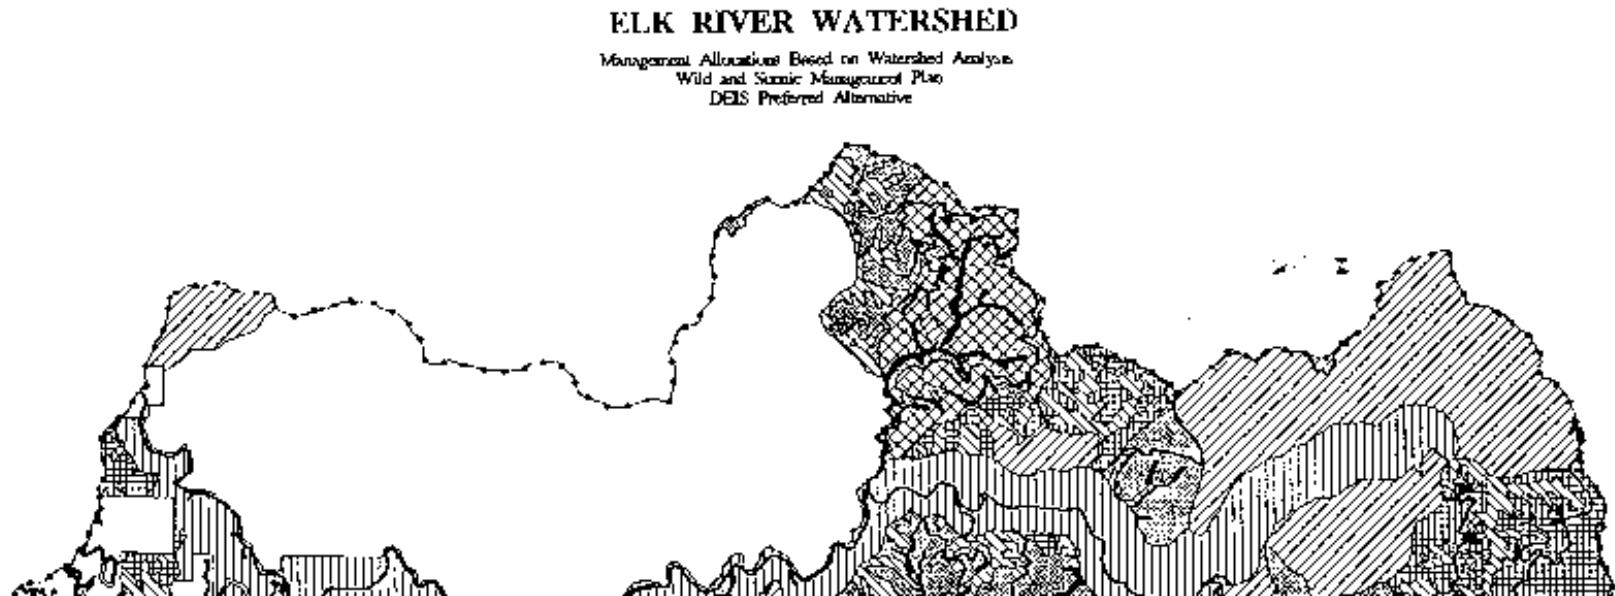 ELK RIVER WATERSHED
Management Allocations Based on Watershed Analysis
Wild and Scenic Management Plan
DEIS Preferred Alternative